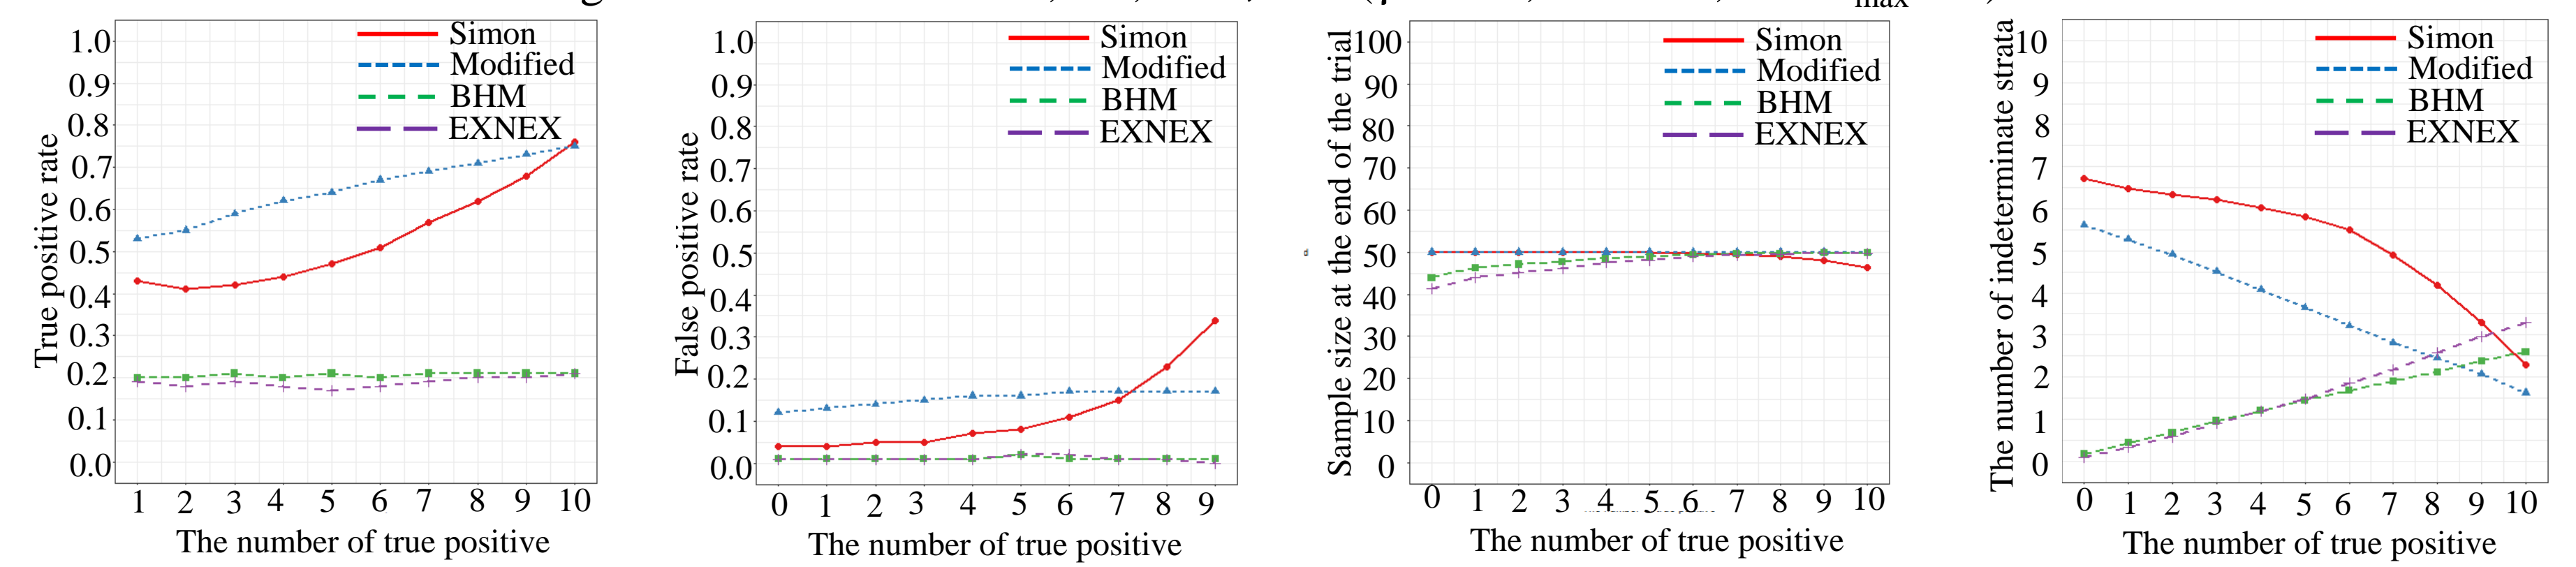 max
1.0
0.9
0.8
0.7
0.6
0.5
0.4
0.3
0.2
0.1
0.0
True positive rate
Simon
Modified
BHM
EXNEX
1 2 3 4 5 6 7 8 9 10
The number of true positive
1.0
0.9
0.8
0.7
0.6
0.5
0.4
0.3
0.2
0.1
0.0
False positive rate
Simon
Modified
BHM
EXNEX
0 1 2 3 4 5 6 7 8 9
The number of true positive
100
90
80
70
60
50
40
30
20
10
0
Sample size at the end of the trial
Simon
Modified
BHM
EXNEX
0 1 2 3 4 5 6 7 8 9 10
The number of true positive
10
9
8
7
6
5
4
3
2
1
0
The number of indeterminate strata
Simon
Modified
BHM
EXNEX
0 1 2 3 4 5 6 7 8 9 10
The number of true positive